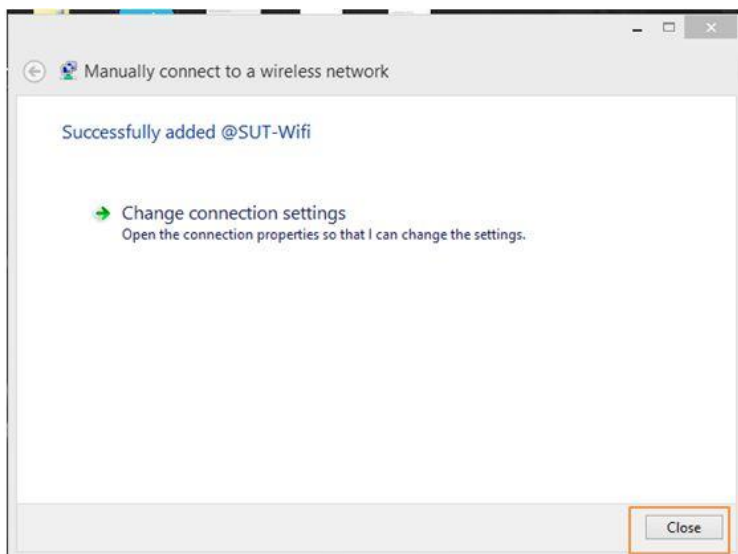 Manually connect to a wireless network
Successfully added @SUT-Wifi
Change connection settings
Open the connection properties so that I can change the settings.
Close